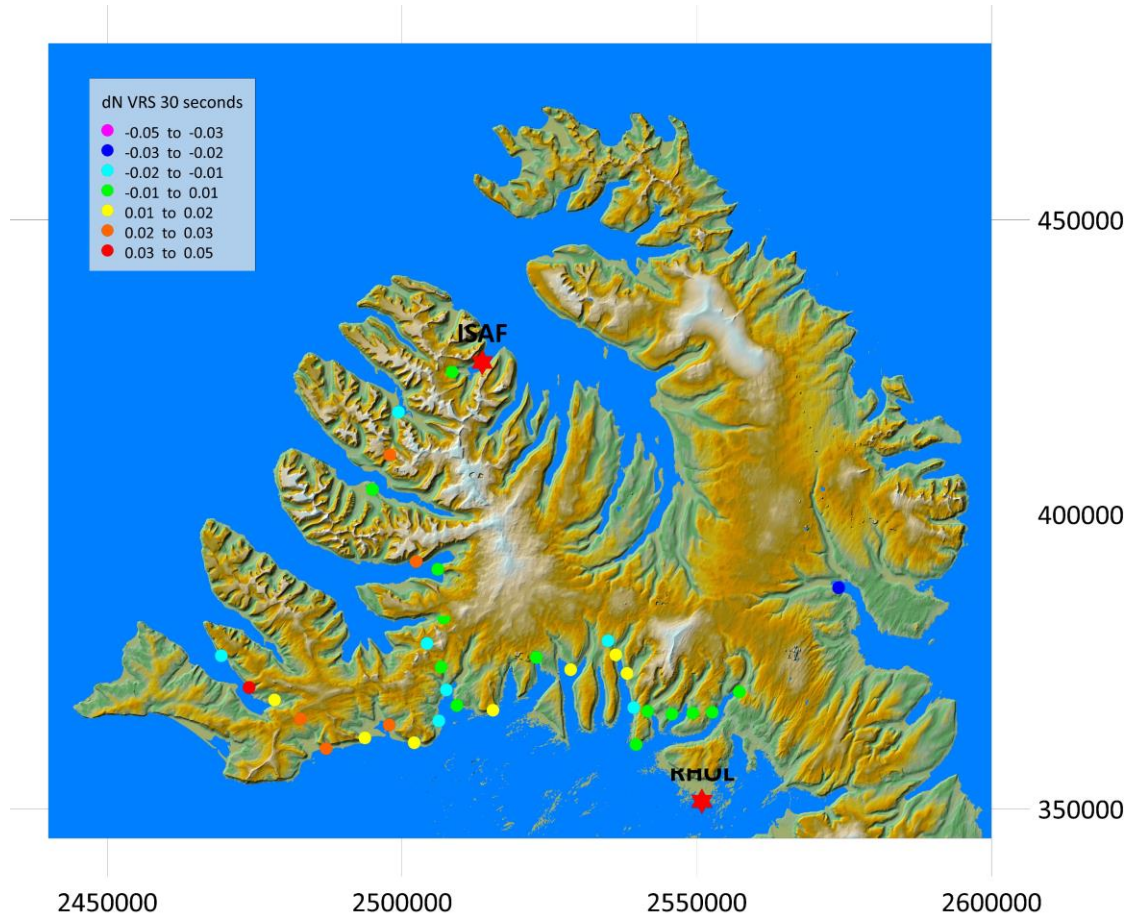 dN VRS 30 seconds
-0.05 to -0.03
-0.03 to -0.02
-0.02 to -0.01
-0.01 to 0.01
0.01 to 0.02
0.02 to 0.03
0.03 to 0.05
450000
ISAF
400000
RHOL
350000
2450000
2500000
2550000
2600000